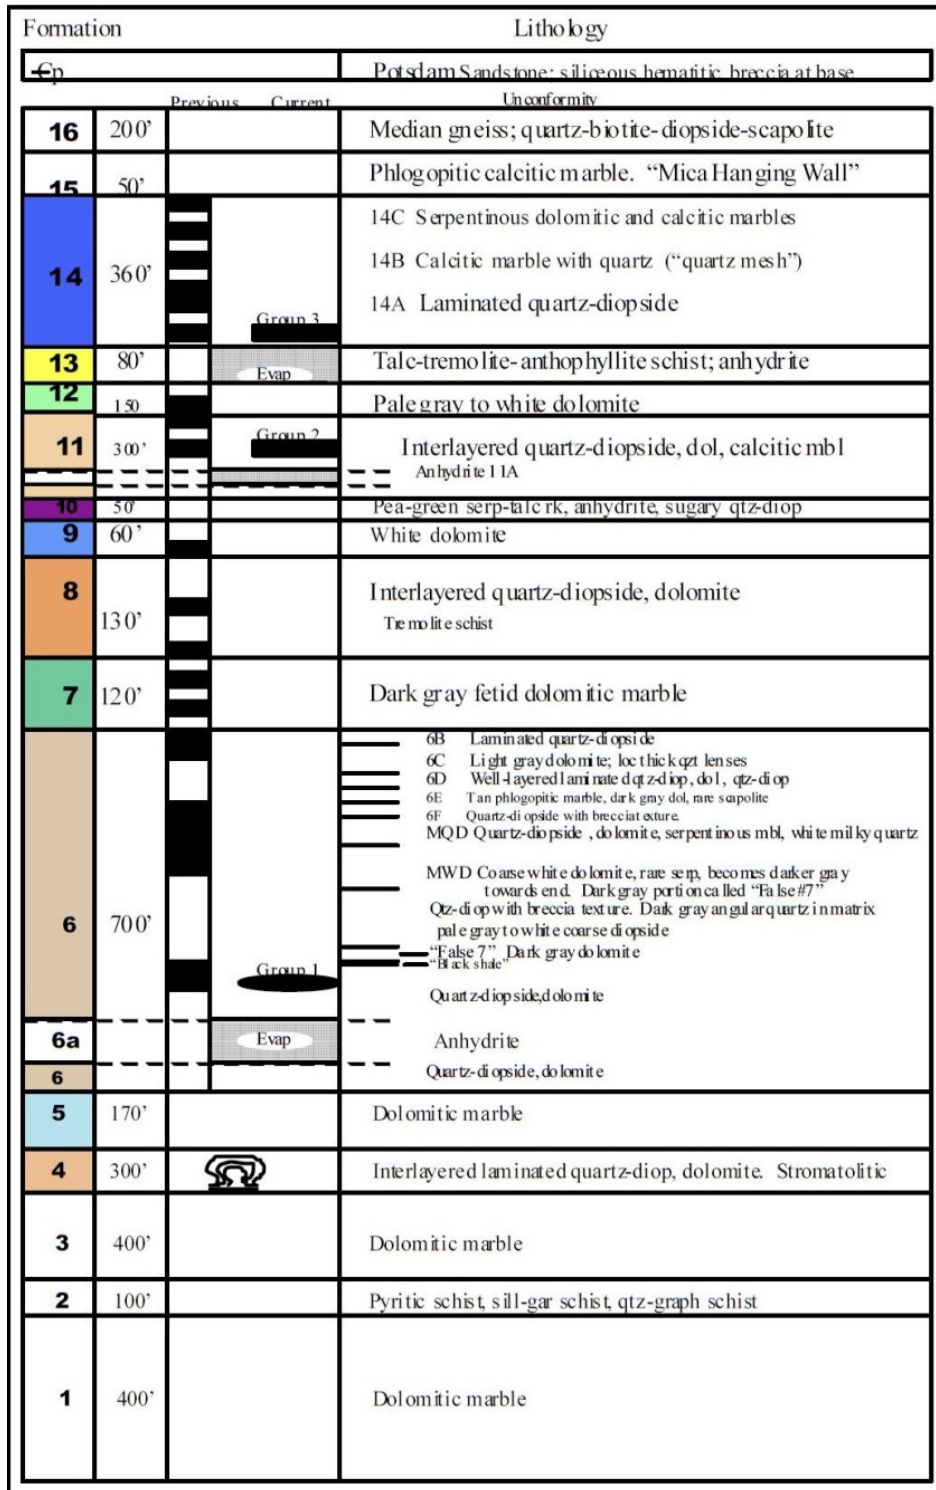 Formation Lithology
Cp Potsdam Sandstone; siliceous hematitic breccia at base
Previous Current Unconformity
16 200' Median gneiss; quartz-biotite-diopside-scapolite
15 50' Phlogopitic calcitic marble. “Mica Hanging Wall”
14C Serpentinous dolomitic and calcitic marbles
14 360' 14B Calcitic marble with quartz (“quartz mesh”)
14A Laminated quartz-diopside
Group 3
13 80' Evap Talc-tremolite-anthophyllite schist; anhydrite
12 150 Pale gray to white dolomite
11 300' Group 2 Interlayered quartz-diopside, dol, calcitic mbl
Anhydrite 11A
10 50' Pea-green serp-talc rk, anhydrite, sugary qtz-diop
9 60' White dolomite
8 130' Interlayered quartz-diopside, dolomite
Tremolite schist
7 120' Dark gray fetid dolomitic marble
6B Laminated quartz-diopside
6C Light gray dolomite; loc thick qzt lenses
6D Well-layered laminated qtz-diop, dol, qtz-diop
6E Tan phlogopitic marble, dark gray dol, rare scapolite
6F Quartz-diopside with breccia texture.
MQD Quartz-diopside, dolomite, serpentinous mbl, white milky quartz
MWD Coarse white dolomite, rare serp, becomes darker gray
towards end. Dark gray portion called “False #7”
6 700' Qtz-diop with breccia texture. Dark gray angular quartz in matrix
pale gray to white coarse diopside
“False 7” Dark gray dolomite
“Black shale”
Group 1
Quartz-diopside, dolomite
6a Evap Anhydrite
6 Quartz-diopside, dolomite
5 170' Dolomitic marble
4 300' Interlayered laminated quartz-diop, dolomite. Stromatolitic
3 400' Dolomitic marble
2 100' Pyritic schist, sill-gar schist, qtz-graph schist
1 400' Dolomitic marble